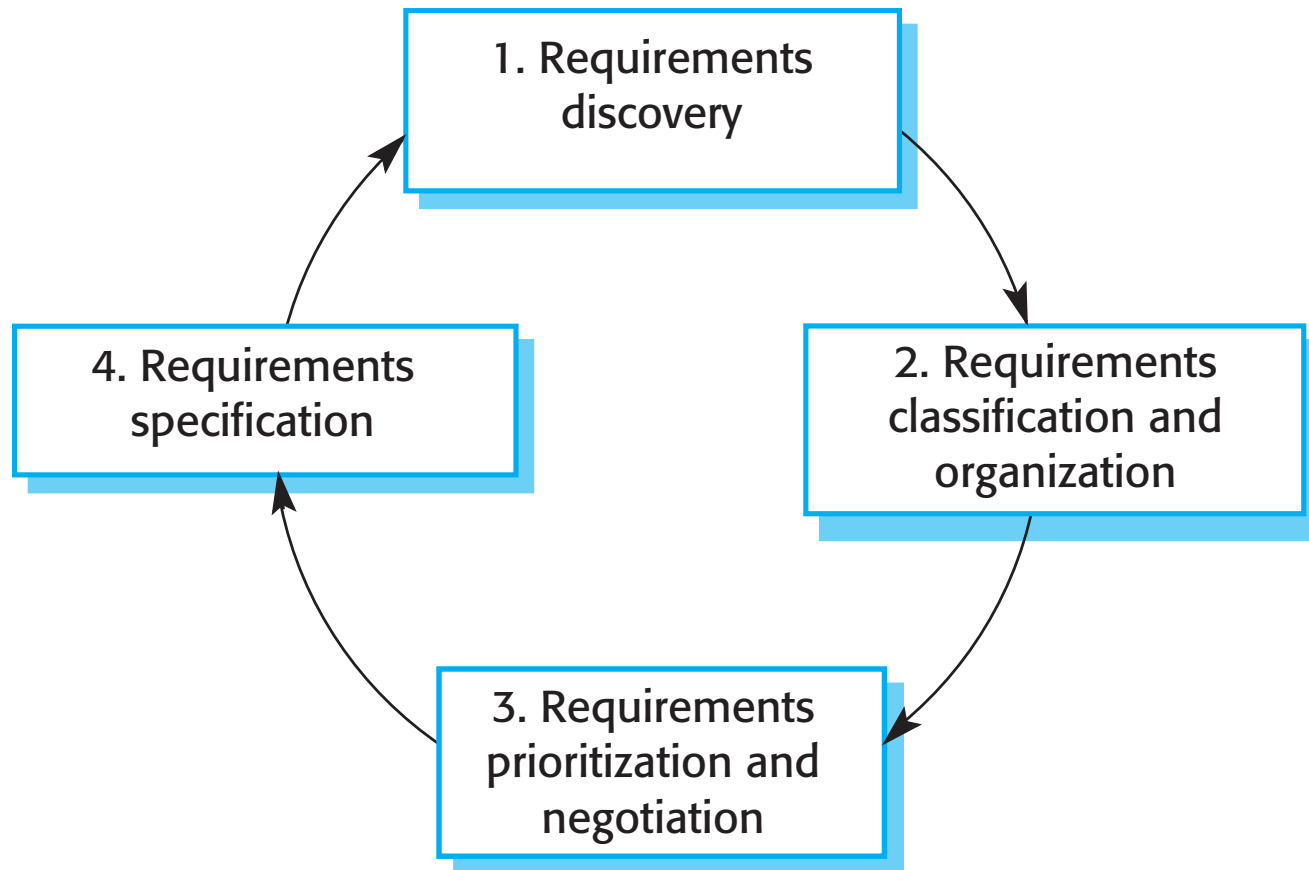 1. Requirements
discovery
2. Requirements
classification and
organization
3. Requirements
prioritization and
negotiation
4. Requirements
specification